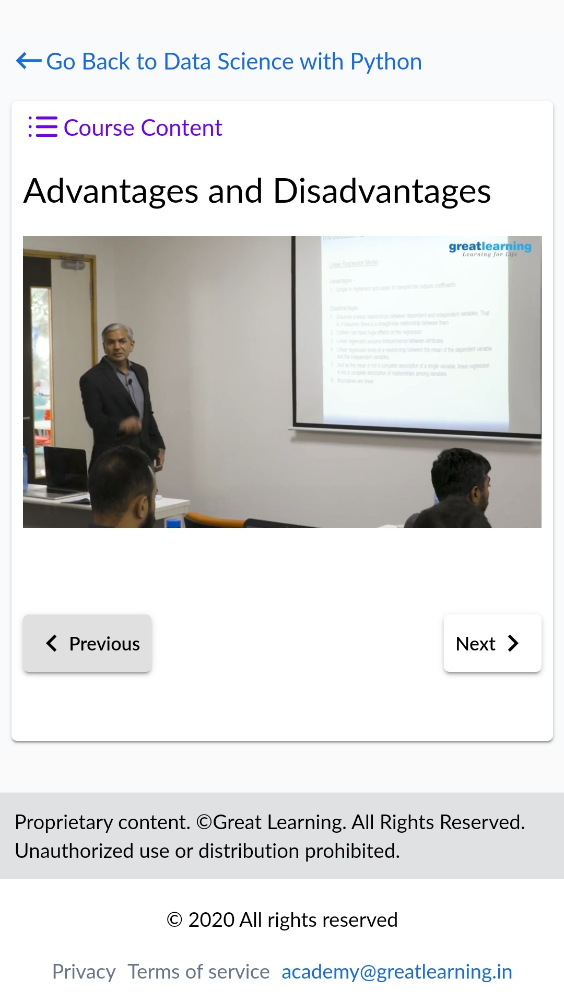 Go Back to Data Science with Python
Course Content
Advantages and Disadvantages
greatlearning
Learning for Life
Linear Regression Model -
Advantages -
1. Simple to implement and easier to interpret the outputs coefficients
Disadvantages -
1. Assumes a linear relationships between dependent and independent variables. That
is, it assumes there is a straight-line relationship between them
2. Outliers can have huge effects on the regression
3. Linear regression assume independence between attributes
4. Linear regression looks at a relationship between the mean of the dependent variable
and the independent variables
5. Just as the mean is not a complete description of a single variable, linear regression
is not a complete description of relationships among variables
6. Boundaries are linear
Previous
Next
Proprietary content. ©Great Learning. All Rights Reserved.
Unauthorized use or distribution prohibited.
© 2020 All rights reserved
Privacy Terms of service academy@greatlearning.in